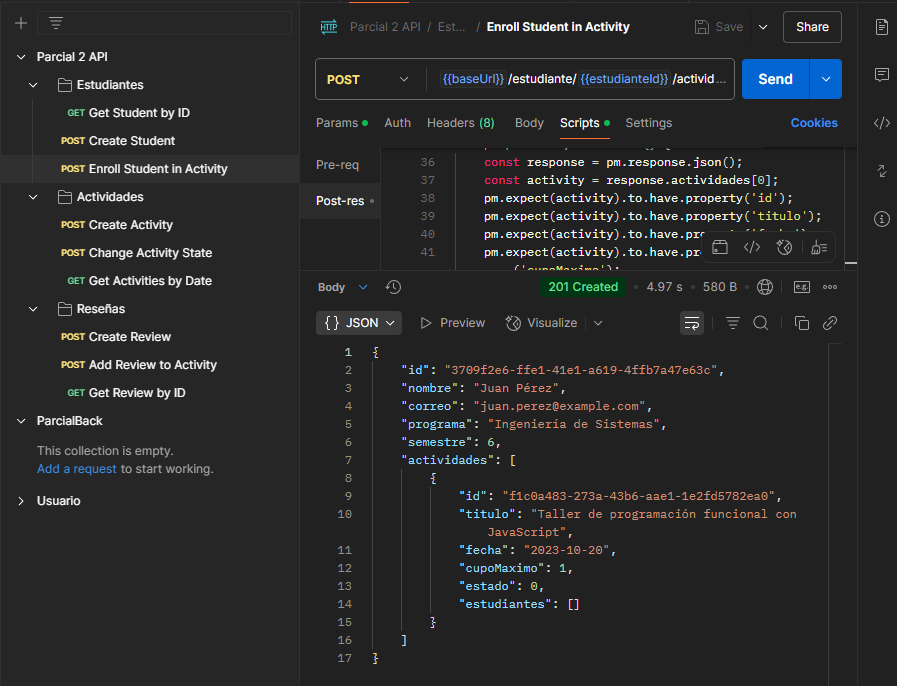 Parcial 2 API
Estudiantes
GET Get Student by ID
POST Create Student
POST Enroll Student in Activity
Actividades
POST Create Activity
POST Change Activity State
GET Get Activities by Date
Reseñas
POST Create Review
POST Add Review to Activity
GET Get Review by ID
ParcialBack
This collection is empty.
Add a request to start working.
Usuario
HTTP Parcial 2 API / Est... / Enroll Student in Activity Save Share
POST {{baseUrl}} /estudiante/ {{estudianteId}} /activid... Send
Params Auth Headers (8) Body Scripts Settings Cookies
Pre-req
Post-res
36 const response = pm.response.json();
37 const activity = response.actividades[0];
38 pm.expect(activity).to.have.property('id');
39 pm.expect(activity).to.have.property('titulo');
40 pm.expect(activity).to.have.pr
41 pm.expect(activity).to.have.pr
('cupoMaximo');
Body 201 Created • 4.97 s • 580 B • e.g.
{} JSON Preview Visualize
1 {
2 "id": "3709f2e6-ffe1-41e1-a619-4ffb7a47e63c",
3 "nombre": "Juan Pérez",
4 "correo": "juan.perez@example.com",
5 "programa": "Ingeniería de Sistemas",
6 "semestre": 6,
7 "actividades": [
8 {
9 "id": "f1c0a483-273a-43b6-aae1-1e2fd5782ea0",
10 "titulo": "Taller de programación funcional con
JavaScript",
11 "fecha": "2023-10-20",
12 "cupoMaximo": 1,
13 "estado": 0,
14 "estudiantes": []
15 }
16 ]
17 }